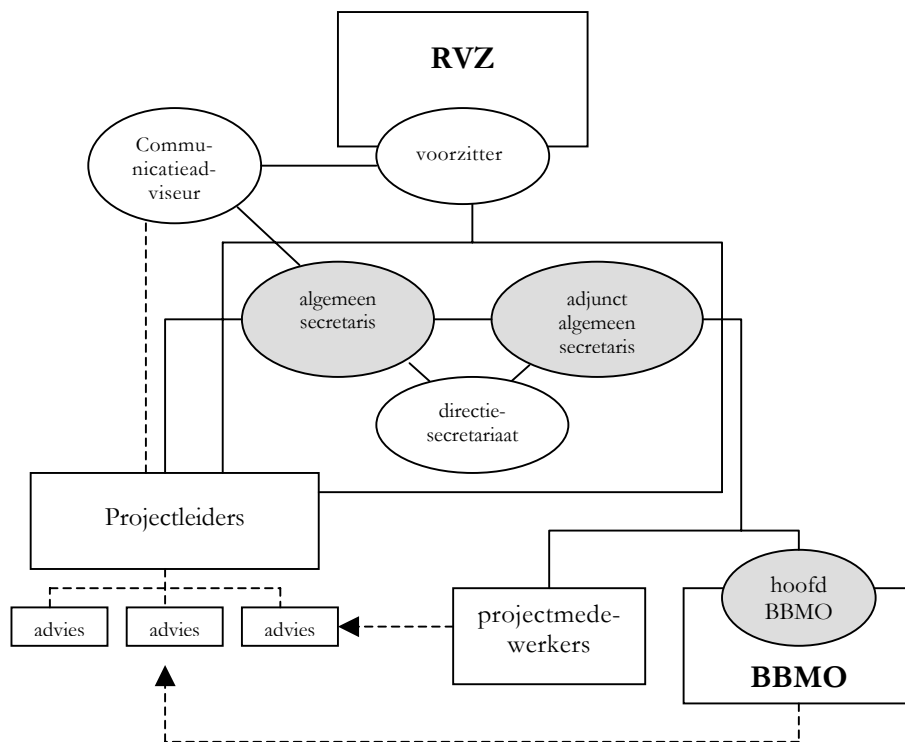 RVZ
Commu-
nicatiead-
viseur
voorzitter
algemeen
secretaris
adjunct
algemeen
secretaris
directie-
secretariaat
Projectleiders
advies
advies
advies
projectmede-
werkers
hoofd
BBMO
BBMO